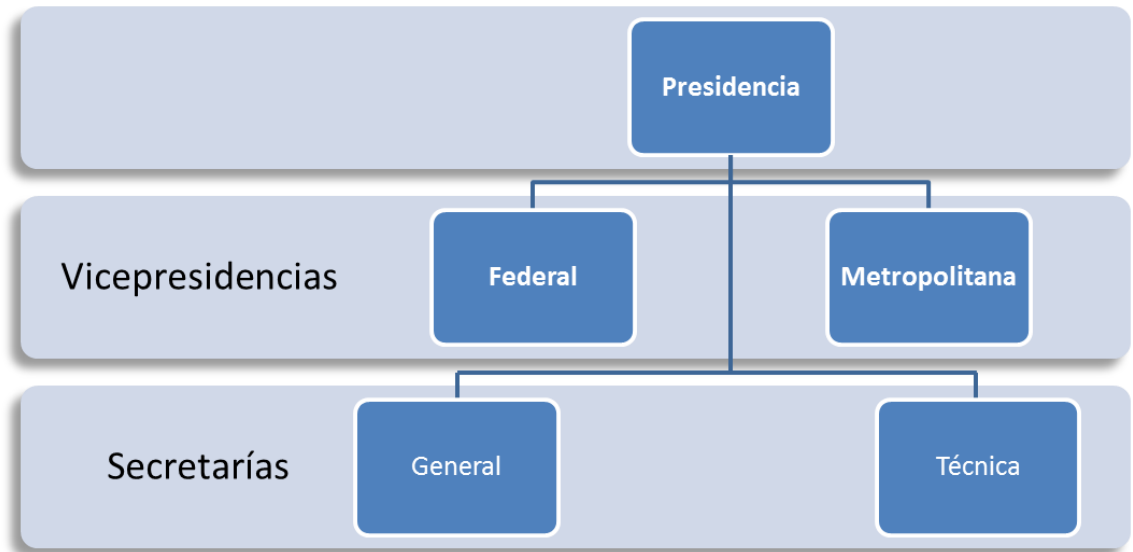 Presidencia
Vicepresidencias
Federal
Metropolitana
Secretarías
General
Técnica